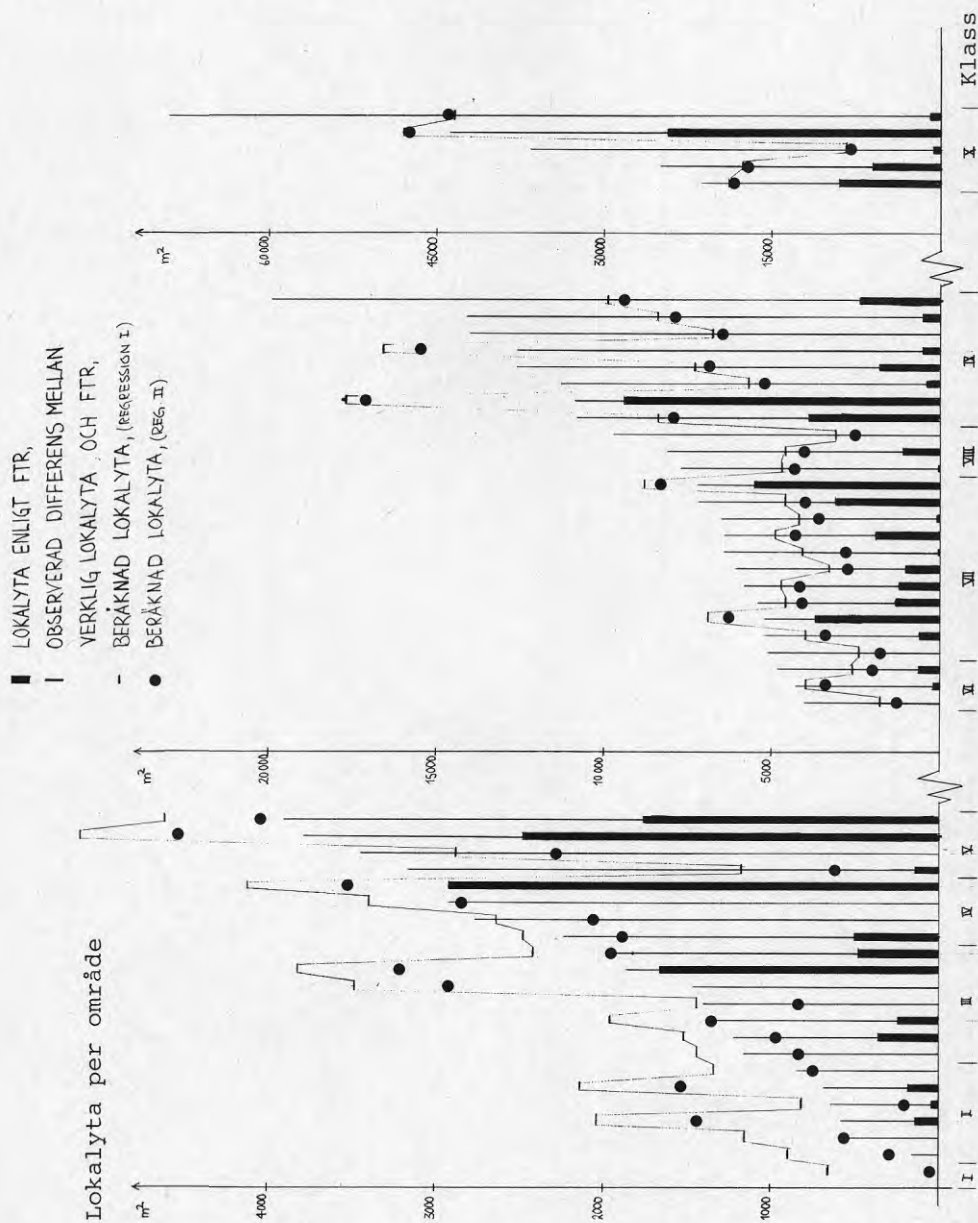 Lokalyta per område
LOKALYTA ENLIGT FTR,
OBSERVERAD DIFFERENS MELLAN
VERKLIG LOKALYTA OCH FTR,
BERÄKNAD LOKALYTA, (REGRESSION I)
BERÄKNAD LOKALYTA, (REG. II)
m²
4000
3000
2000
1000
m²
20000
15000
10000
5000
m²
60000
45000
30000
15000
I
I
II
IV
V
VI
VII
VIII
IX
X
Klass